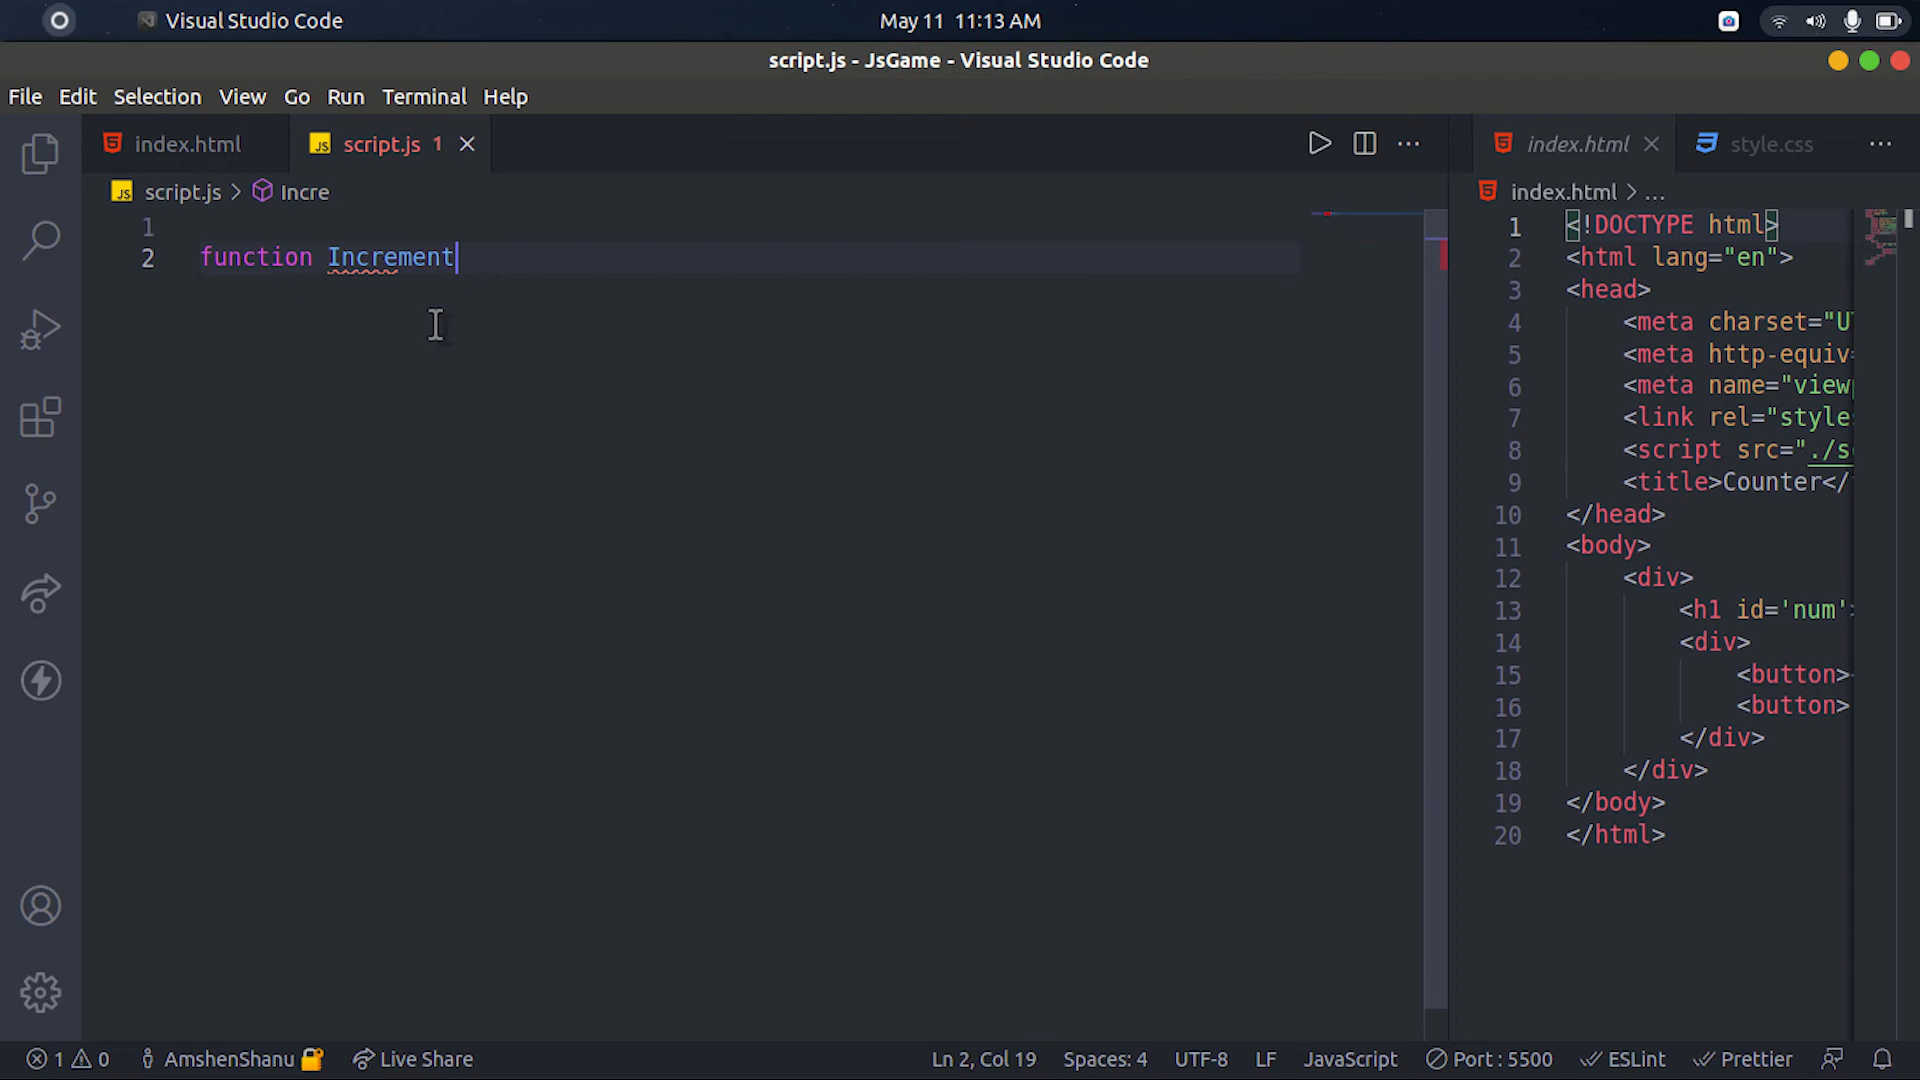 Visual Studio Code
May 11 11:13 AM
script.js - JsGame - Visual Studio Code
File Edit Selection View Go Run Terminal Help
index.html
JS script.js 1
JS script.js > Incre
1
2 function Increment
index.html
style.css
index.html > ...
1 <!DOCTYPE html>
2 <html lang="en">
3 <head>
4 <meta charset="U
5 <meta http-equiv=
6 <meta name="view
7 <link rel="style
8 <script src="./s
9 <title>Counter</
10 </head>
11 <body>
12 <div>
13 <h1 id='num'
14 <div>
15 <button>
16 <button>
17 </div>
18 </div>
19 </body>
20 </html>
1 0 AmshenShanu Live Share
Ln 2, Col 19 Spaces: 4 UTF-8 LF JavaScript Port : 5500 ESLint Prettier